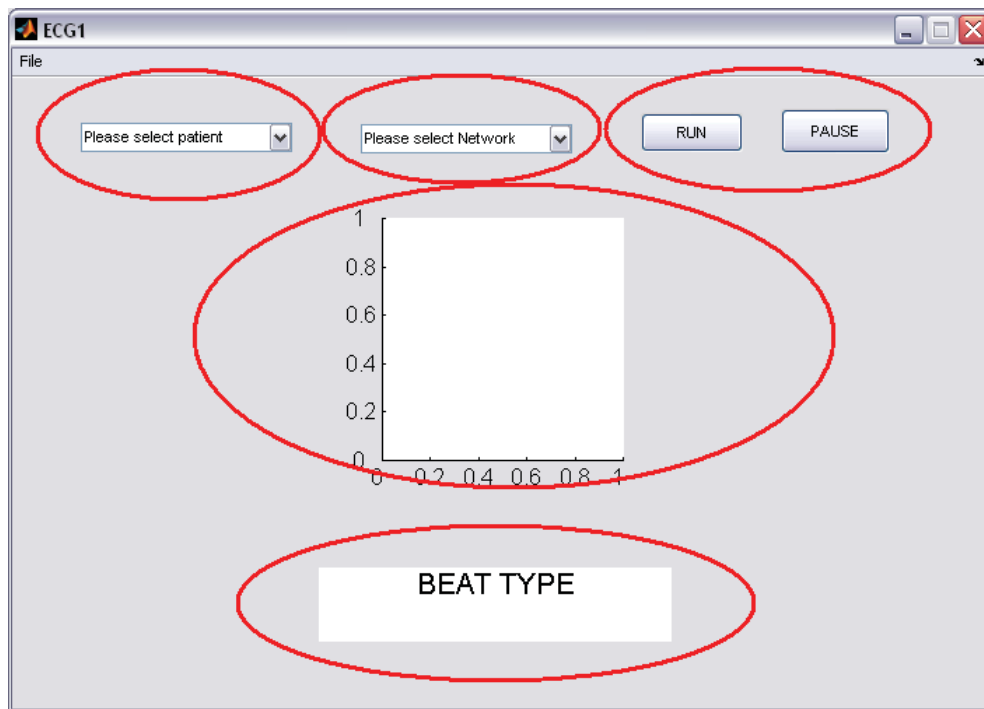 ECG1
File
Please select patient
Please select Network
RUN
PAUSE
1
0.8
0.6
0.4
0.2
0
0 0.2 0.4 0.6 0.8 1
BEAT TYPE